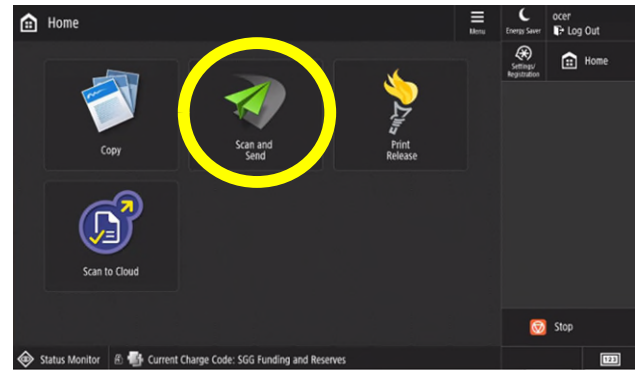 Home
Menu
Energy Saver
ocer
Log Out
Settings/
Registration
Home
Copy
Scan and
Send
Print
Release
Scan to Cloud
Stop
Status Monitor
Current Charge Code: SGG Funding and Reserves
123